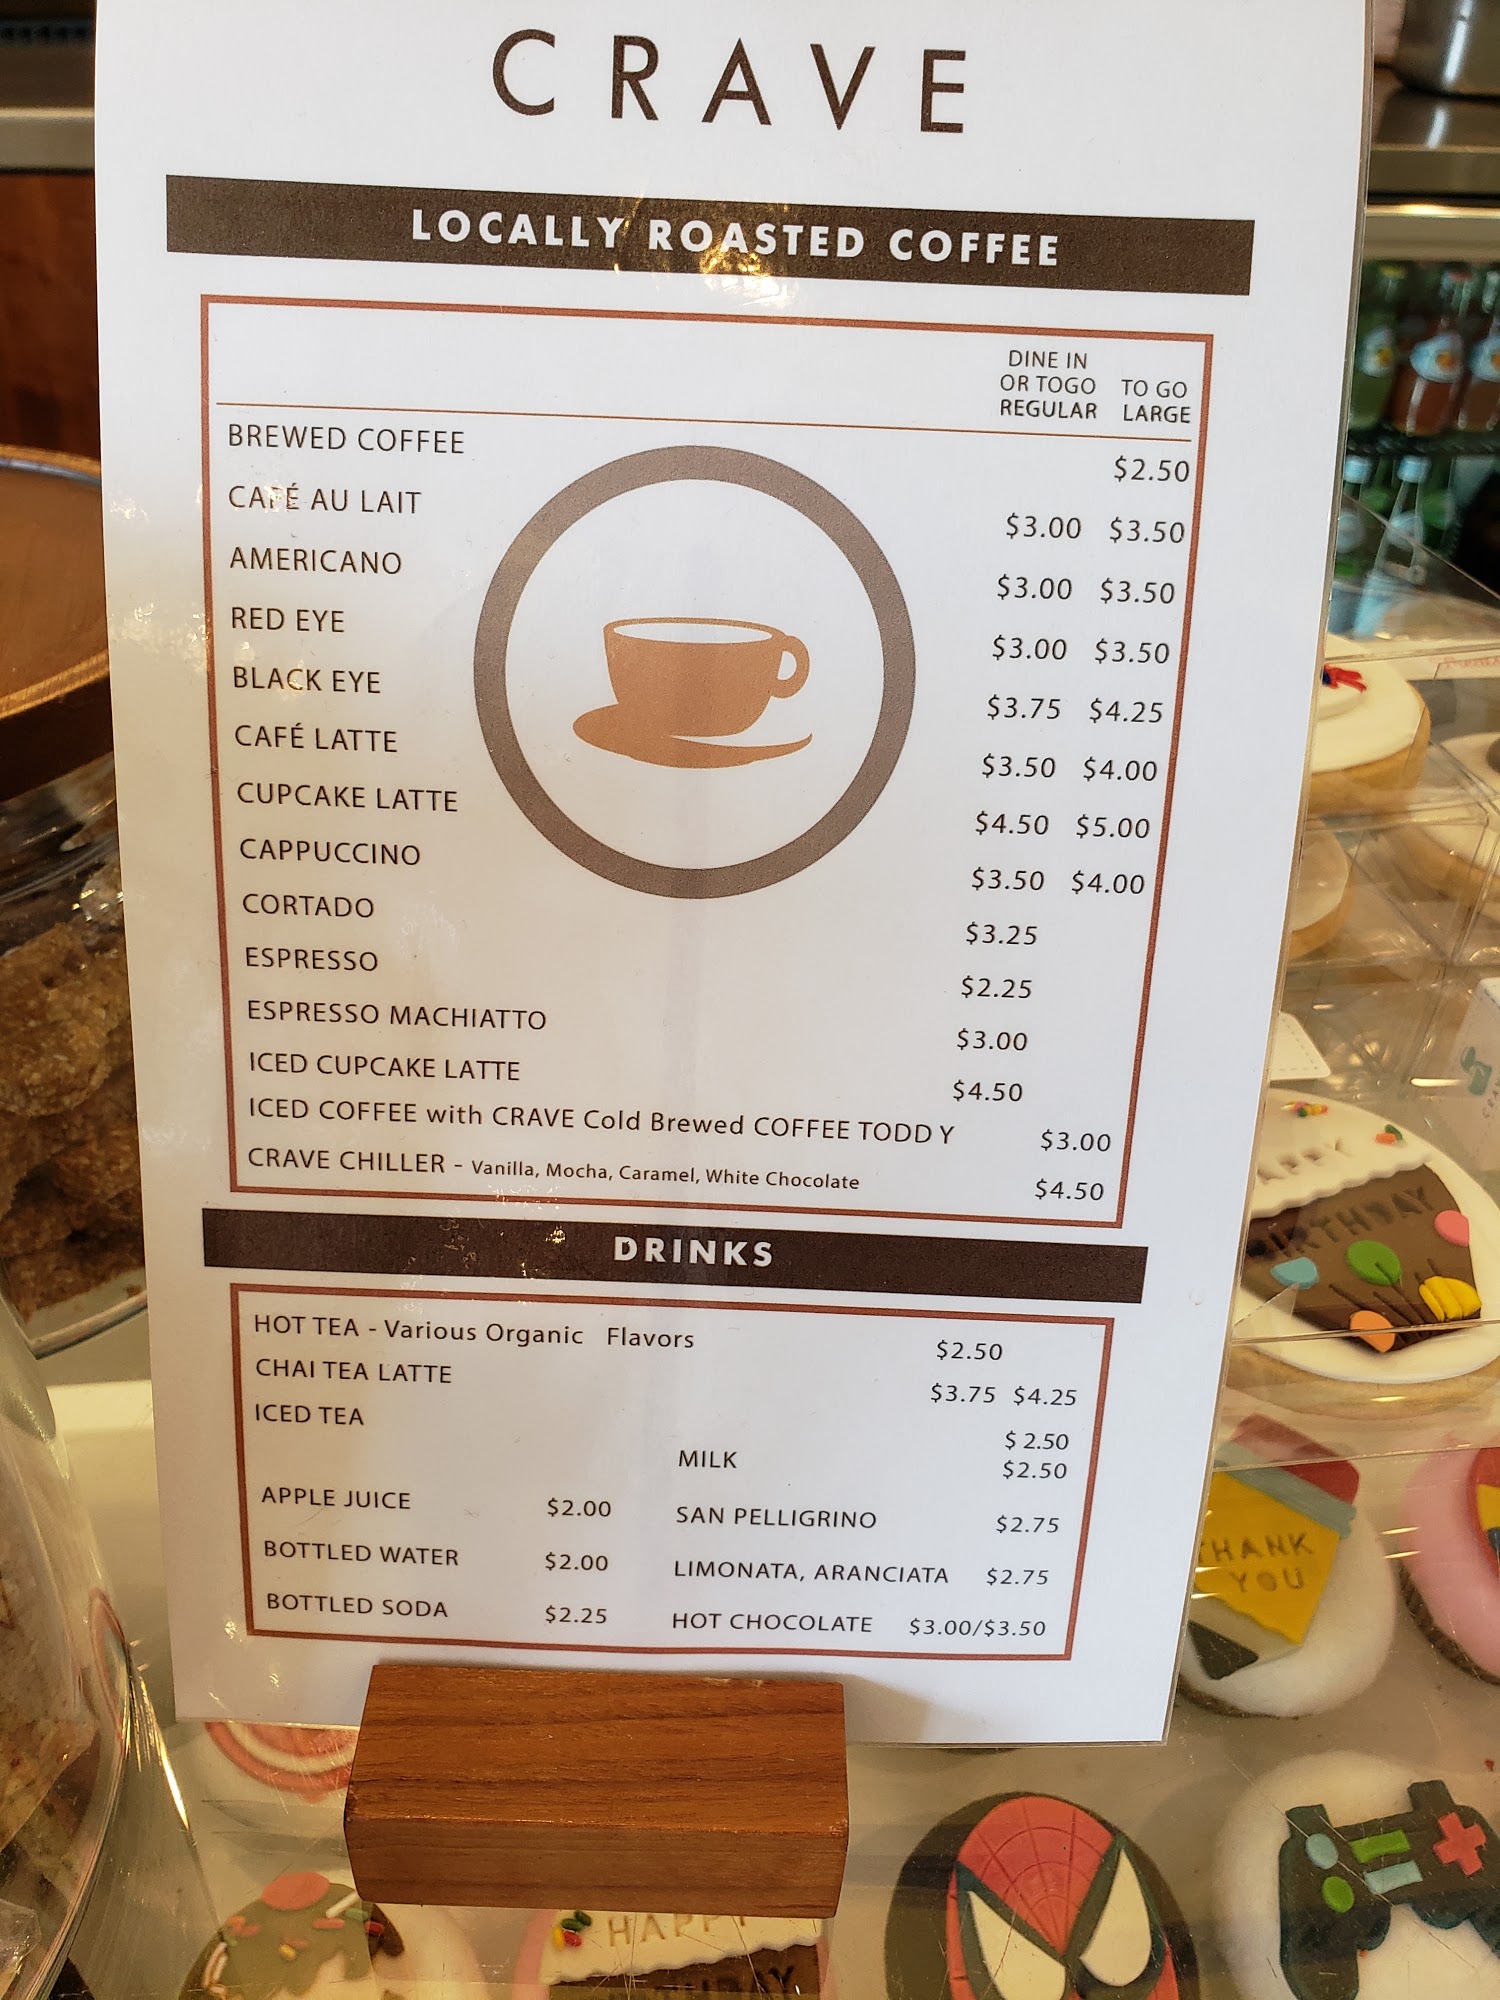 CRAVE
LOCALLY ROASTED COFFEE
DINE IN
OR TOGO TO GO
REGULAR LARGE
BREWED COFFEE $2.50
CAFÉ AU LAIT $3.00 $3.50
AMERICANO $3.00 $3.50
RED EYE $3.00 $3.50
BLACK EYE $3.75 $4.25
CAFÉ LATTE $3.50 $4.00
CUPCAKE LATTE $4.50 $5.00
CAPPUCCINO $3.50 $4.00
CORTADO $3.25
ESPRESSO $2.25
ESPRESSO MACHIATTO $3.00
ICED CUPCAKE LATTE $4.50
ICED COFFEE with CRAVE Cold Brewed COFFEE TODD Y $3.00
CRAVE CHILLER - Vanilla, Mocha, Caramel, White Chocolate $4.50
DRINKS
HOT TEA - Various Organic Flavors $2.50
CHAI TEA LATTE $3.75 $4.25
ICED TEA $ 2.50
MILK $2.50
APPLE JUICE $2.00 SAN PELLIGRINO $2.75
BOTTLED WATER $2.00 LIMONATA, ARANCIATA $2.75
BOTTLED SODA $2.25 HOT CHOCOLATE $3.00/$3.50
HAPPY
BIRTHDAY
THANK
YOU
HAPPY
BIRTHDAY